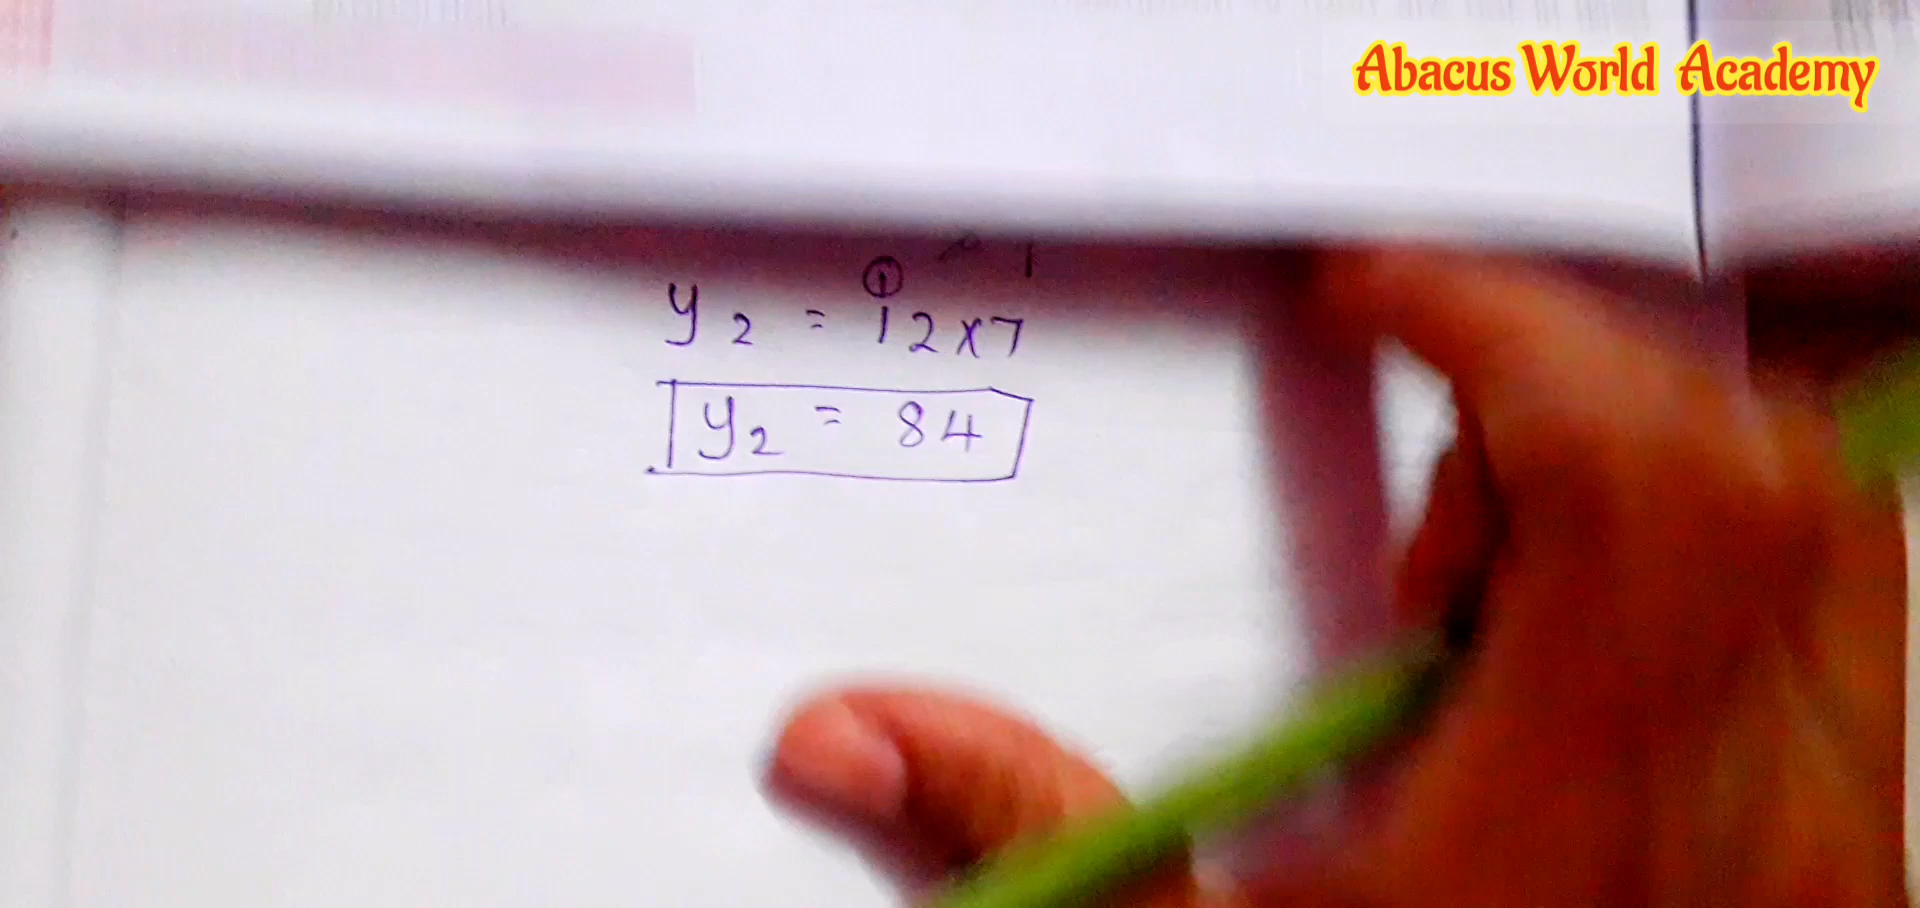 Abacus World Academy
①
y₂ = 12x7
y₂ = 84